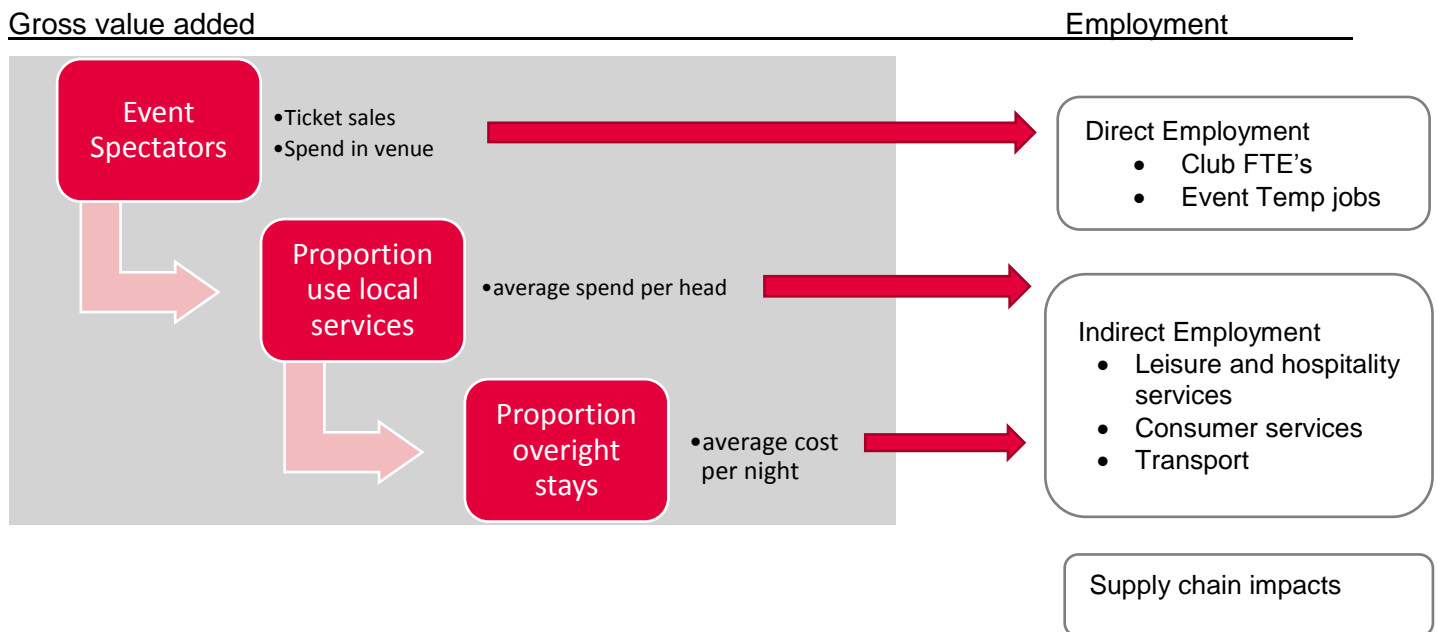 Gross value added
Employment
Event
Spectators
•Ticket sales
•Spend in venue
Direct Employment
• Club FTE's
• Event Temp jobs
Proportion
use local
services
•average spend per head
Indirect Employment
• Leisure and hospitality
services
• Consumer services
• Transport
Proportion
overight
stays
•average cost
per night
Supply chain impacts